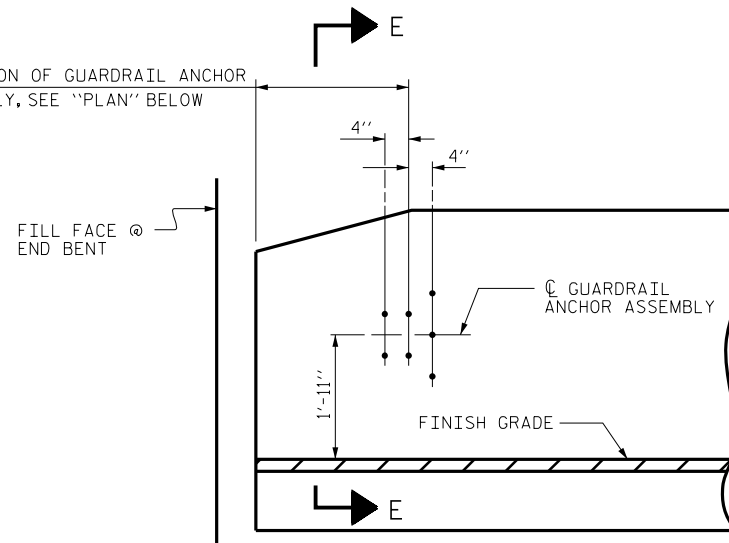 E
ON OF GUARDRAIL ANCHOR
LY, SEE ‘‘PLAN’’ BELOW
4’’
4’’
FILL FACE @
END BENT
℄ GUARDRAIL
ANCHOR ASSEMBLY
1’-11’’
FINISH GRADE
E